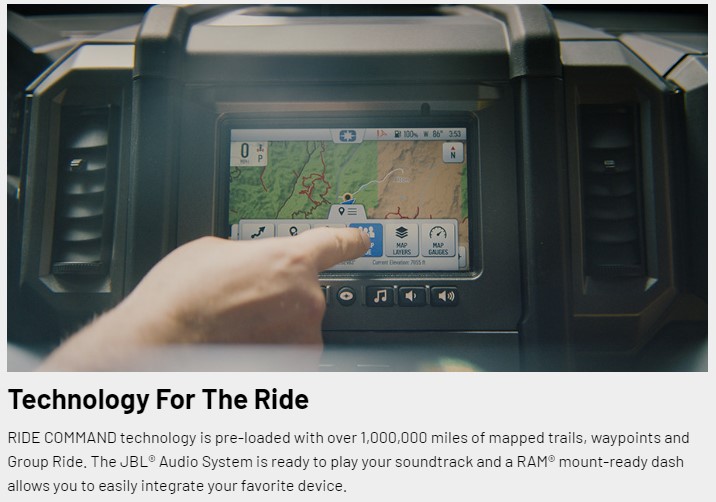 100% W 86° 3:53
0
P
N
MAP
LAYERS
MAP
GAUGES
Current Elevation:
Technology For The Ride
RIDE COMMAND technology is pre-loaded with over 1,000,000 miles of mapped trails, waypoints and
Group Ride. The JBL® Audio System is ready to play your soundtrack and a RAM® mount-ready dash
allows you to easily integrate your favorite device.